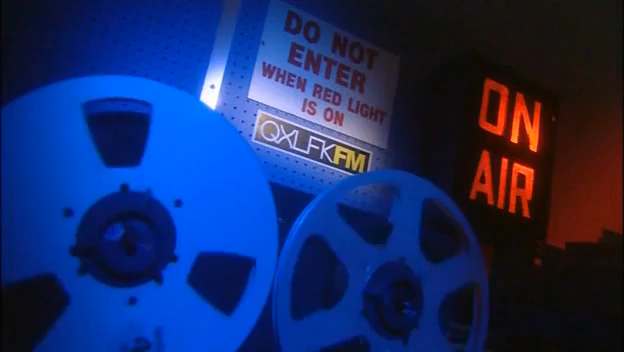 DO NOT
ENTER
WHEN RED LIGHT
IS ON
QXLFKFM
ON
AIR